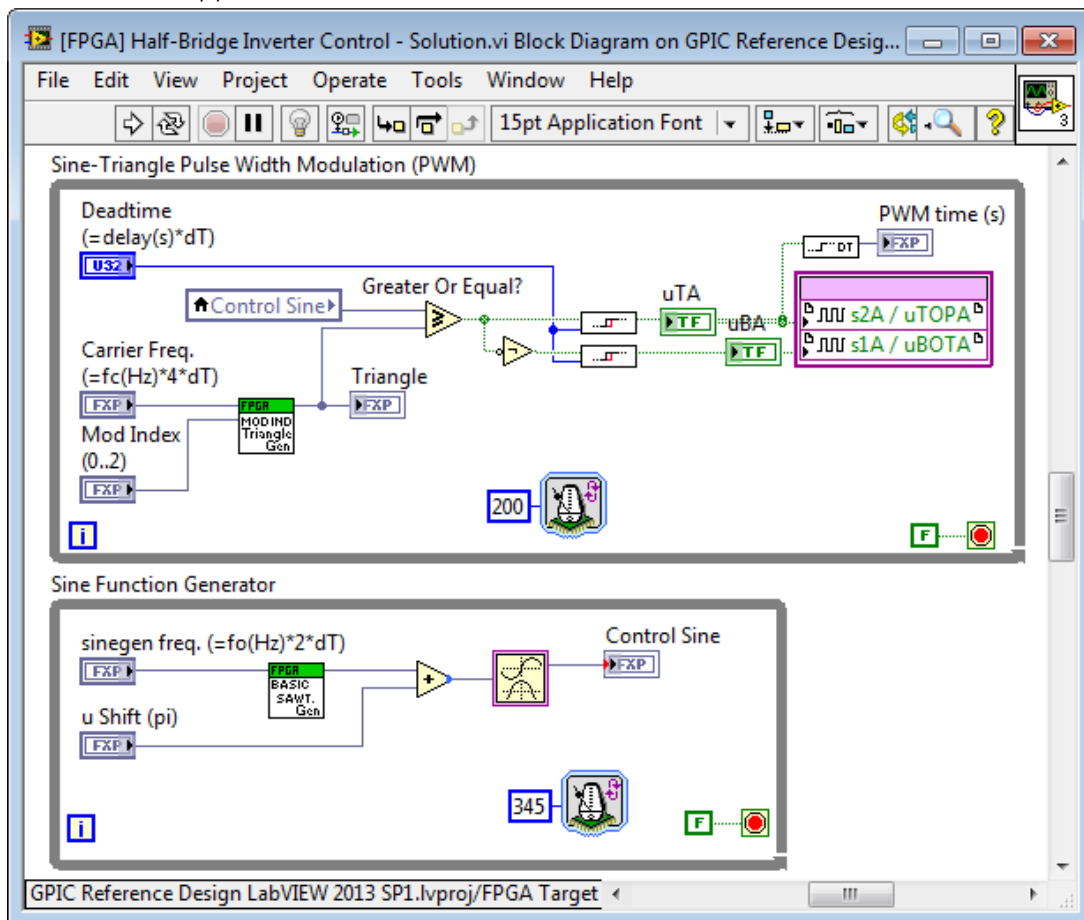 [FPGA] Half-Bridge Inverter Control - Solution.vi Block Diagram on GPIC Reference Desig...
File Edit View Project Operate Tools Window Help
15pt Application Font
3
Sine-Triangle Pulse Width Modulation (PWM)
Deadtime
(=delay(s)*dT)
U32
PWM time (s)
DT
FXP
Control Sine
Greater Or Equal?
uTA
TF
uBA
TF
s2A / uTOPA
s1A / uBOTA
Carrier Freq.
(=fc(Hz)*4*dT)
FXP
FPGA
MOD IND
Triangle
Gen
Triangle
FXP
Mod Index
(0..2)
FXP
200
i
F
Sine Function Generator
sinegen freq. (=fo(Hz)*2*dT)
FXP
FPGA
BASIC
SAWT.
Gen
Control Sine
FXP
u Shift (pi)
FXP
345
i
F
GPIC Reference Design LabVIEW 2013 SP1.lvproj/FPGA Target